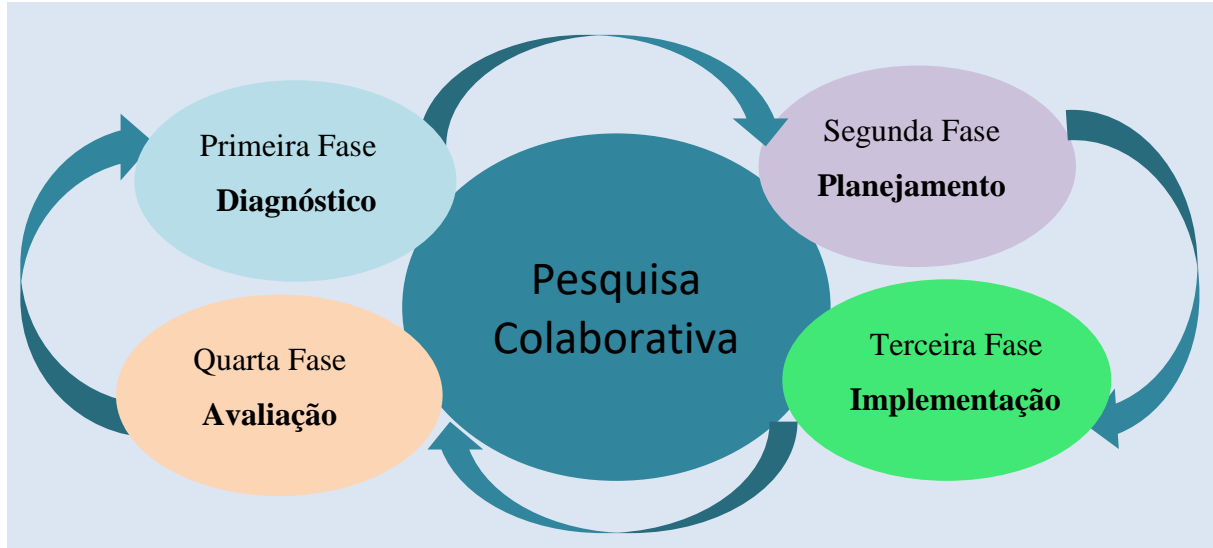 Primeira Fase
Diagnóstico
Segunda Fase
Planejamento
Pesquisa
Colaborativa
Terceira Fase
Implementação
Quarta Fase
Avaliação